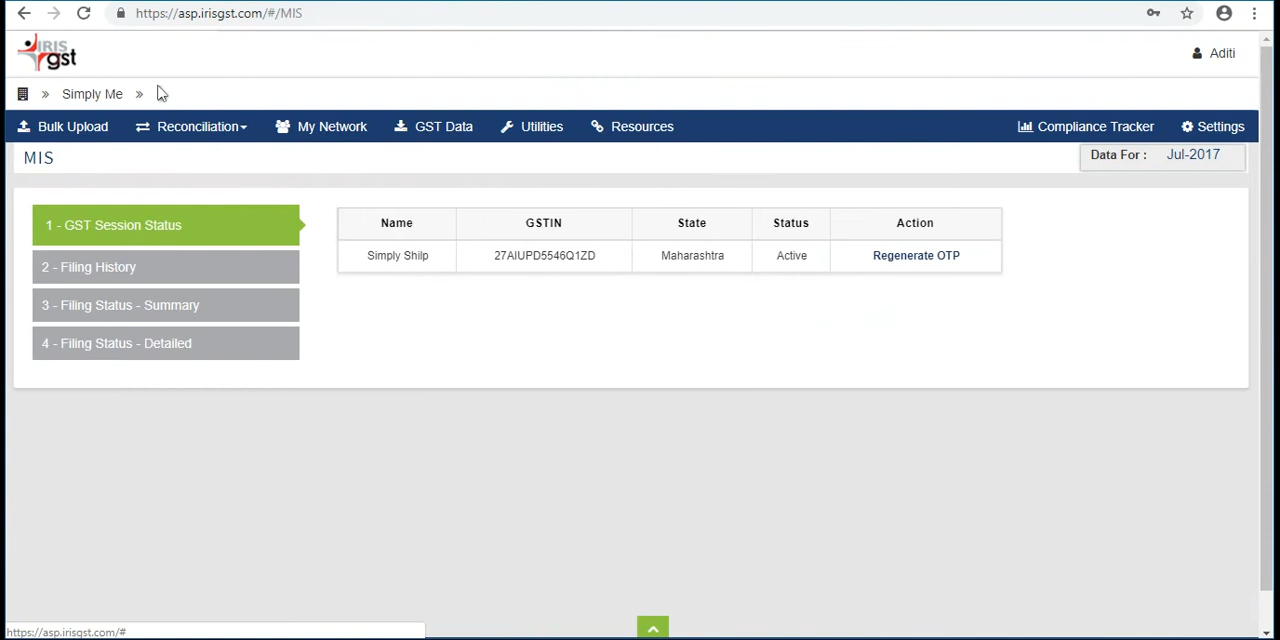 https://asp.irisgst.com/#/MIS
IRIS gst
Aditi
» Simply Me »
Bulk Upload Reconciliation My Network GST Data Utilities Resources Compliance Tracker Settings
MIS
Data For : Jul-2017
1 - GST Session Status
2 - Filing History
3 - Filing Status - Summary
4 - Filing Status - Detailed
Name GSTIN State Status Action
Simply Shilp 27AIUPD5546Q1ZD Maharashtra Active Regenerate OTP
https://asp.irisgst.com/#